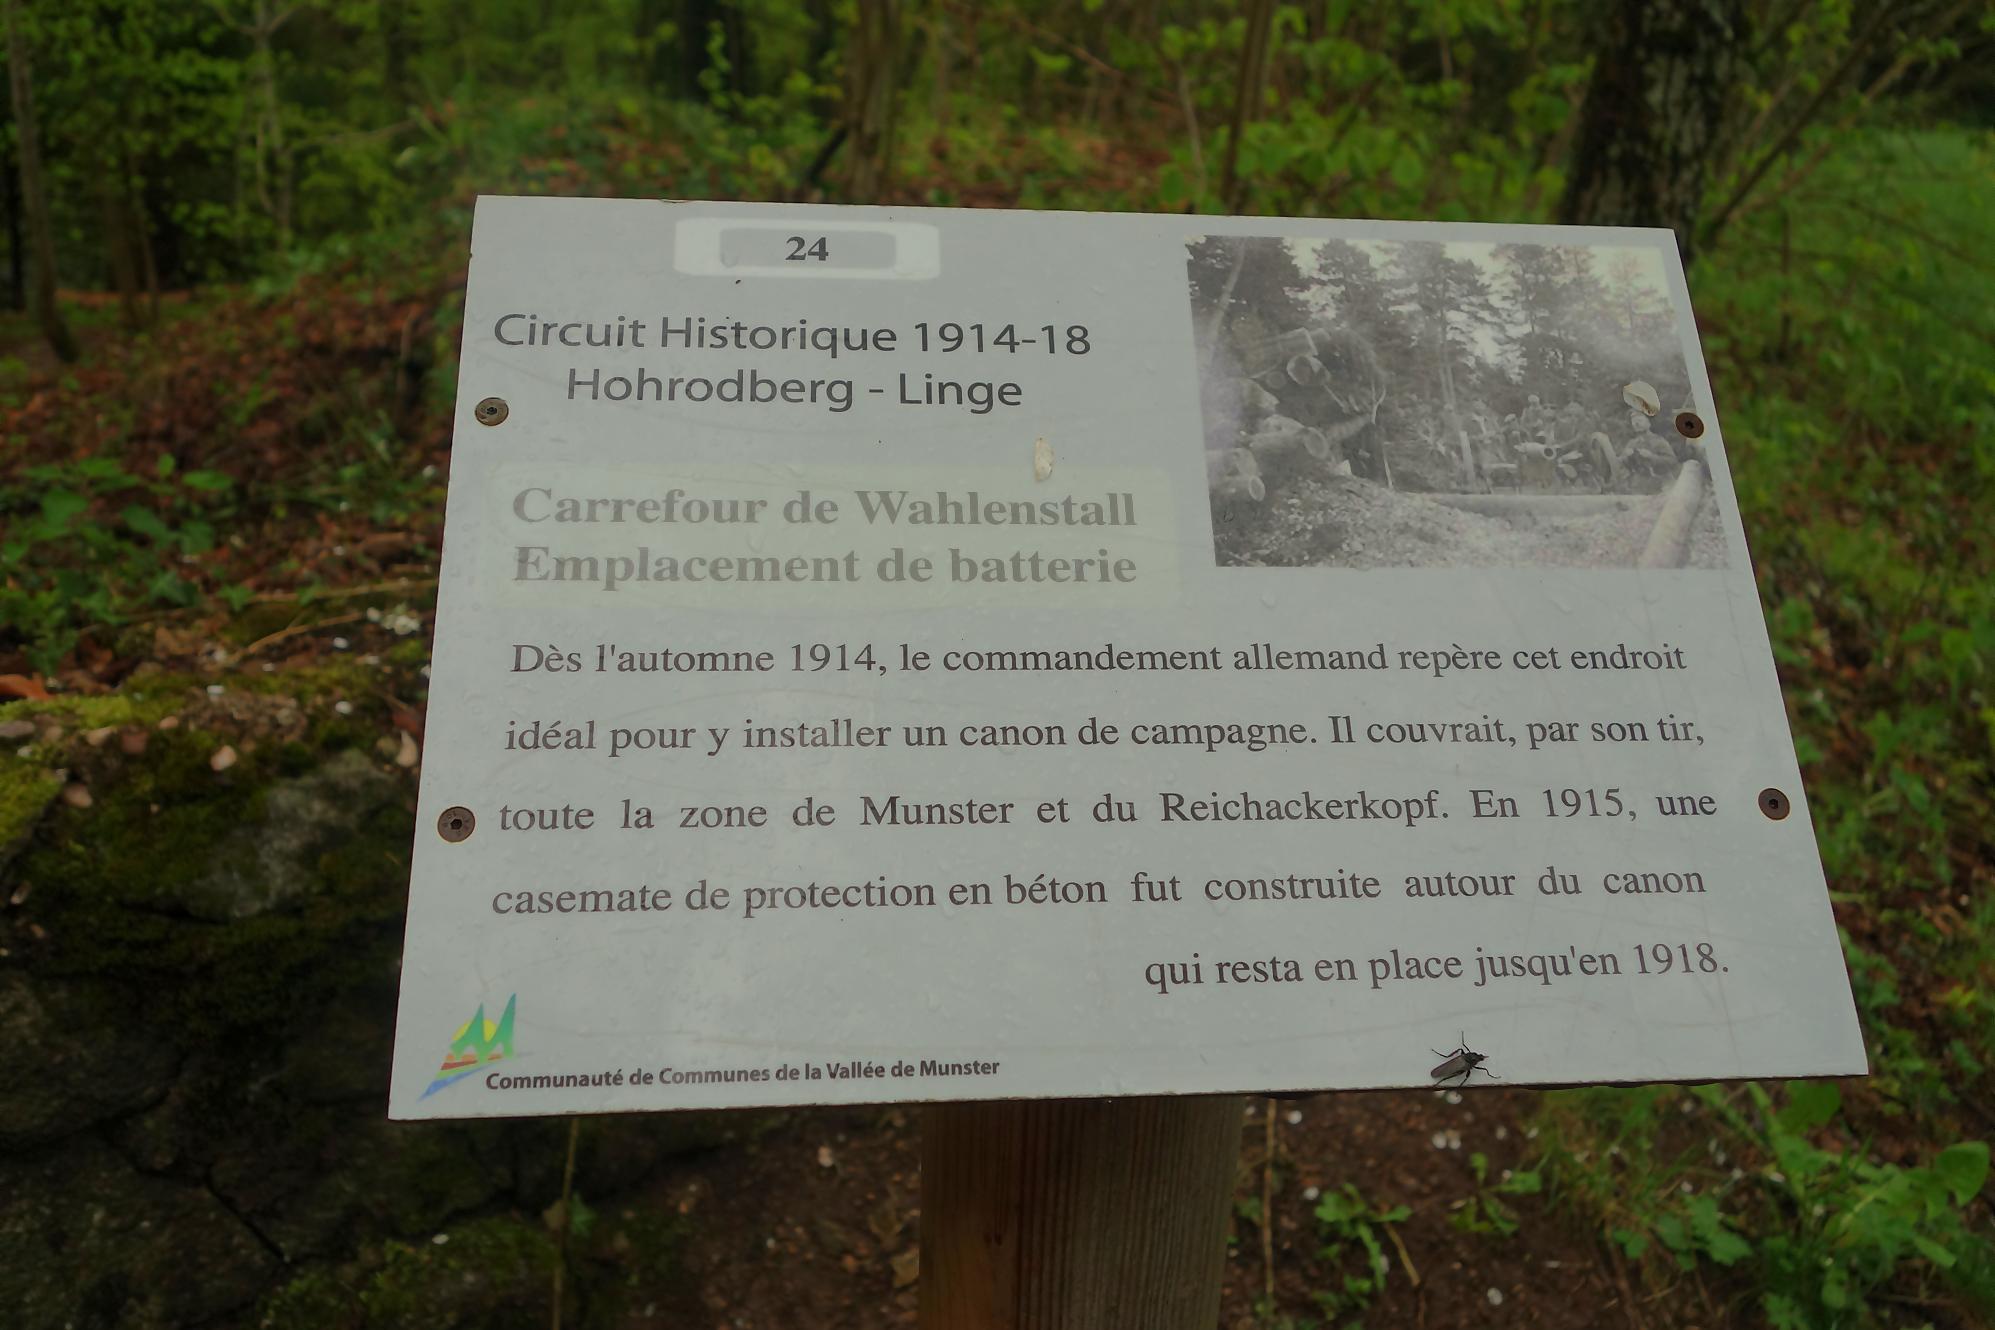 24
Circuit Historique 1914-18
Hohrodberg - Linge
Carrefour de Wahlenstall
Emplacement de batterie
Dès l'automne 1914, le commandement allemand repère cet endroit
idéal pour y installer un canon de campagne. Il couvrait, par son tir,
toute la zone de Munster et du Reichackerkopf. En 1915, une
casemate de protection en béton fut construite autour du canon
qui resta en place jusqu'en 1918.
Communauté de Communes de la Vallée de Munster